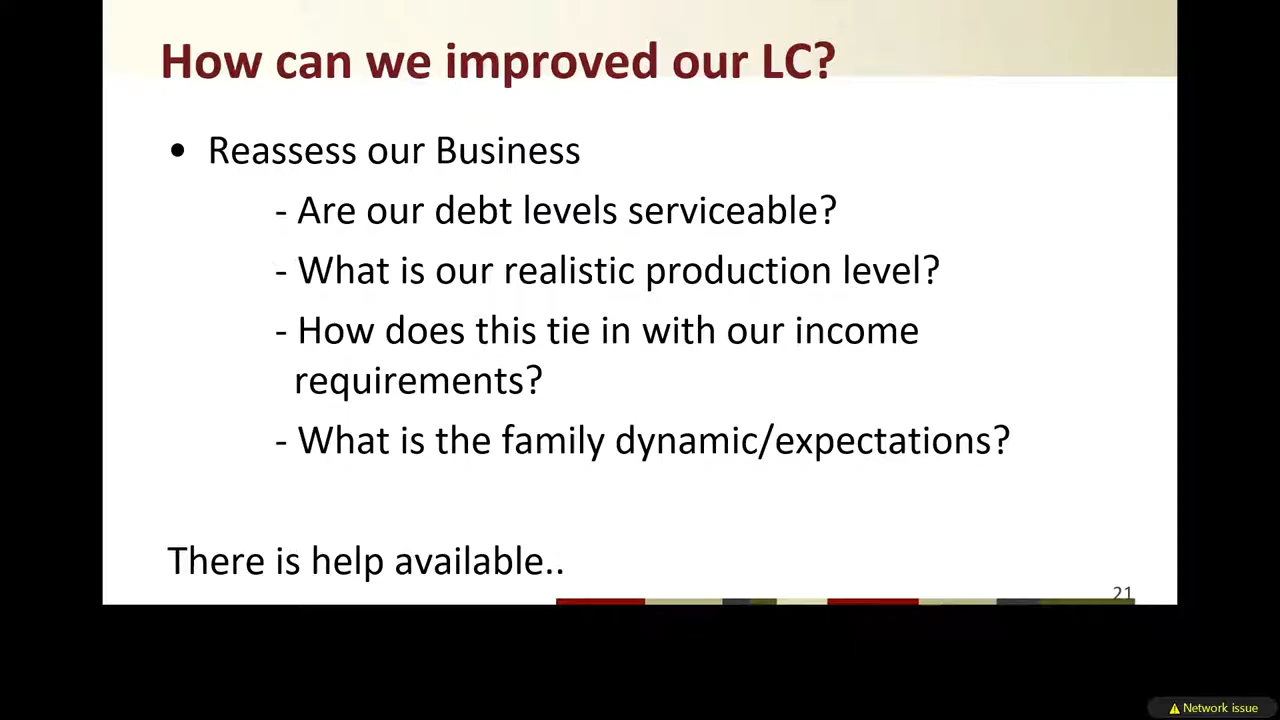 How can we improved our LC?
• Reassess our Business
- Are our debt levels serviceable?
- What is our realistic production level?
- How does this tie in with our income
requirements?
- What is the family dynamic/expectations?
There is help available..
21
Network issue